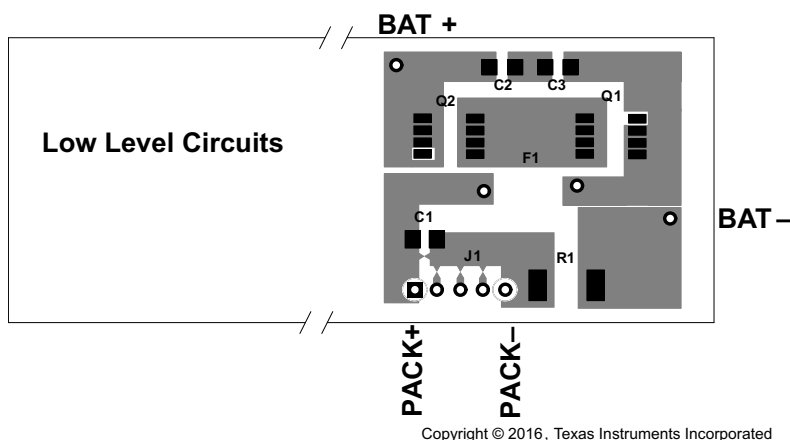 BAT +
C2 C3
Q2 Q1
Low Level Circuits
F1
BAT –
C1
J1 R1
PACK+ PACK–
Copyright © 2016, Texas Instruments Incorporated